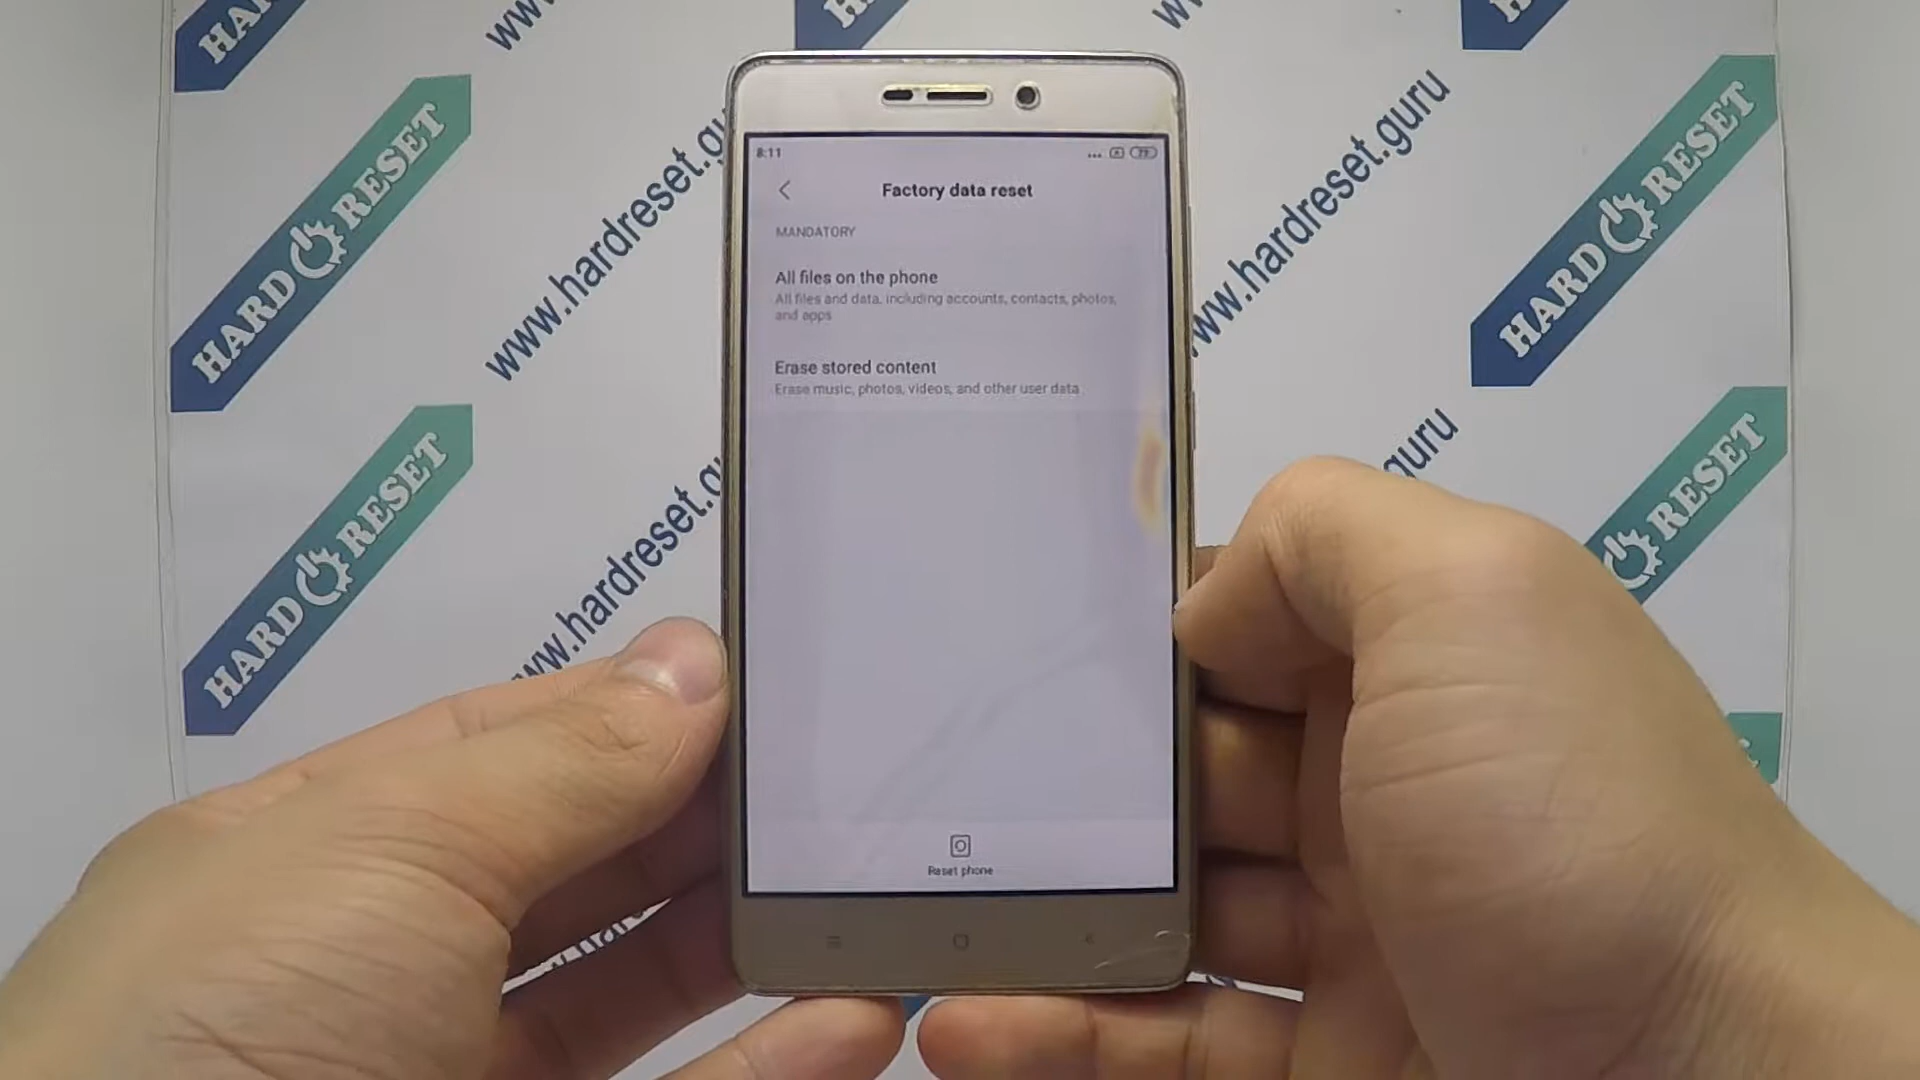 HARD RESET
www.hardreset.gu
www.hardreset.guru
HARD RESET
8:11
Factory data reset
MANDATORY
All files on the phone
All files and data, including accounts, contacts, photos,
and apps
Erase stored content
Erase music, photos, videos, and other user data
Reset phone
HARD RESET
www.hardreset.gu
guru
RESET